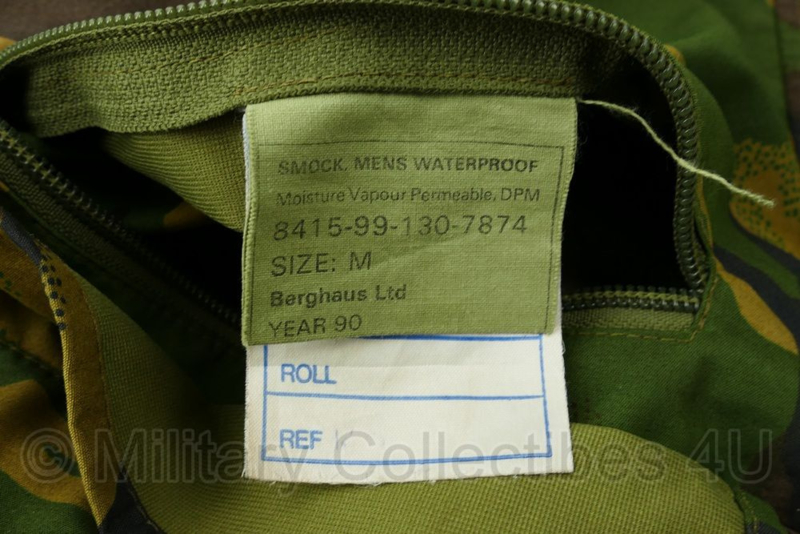 SMOCK. MENS WATERPROOF
Moisture Vapour Permeable, DPM
8415-99-130-7874
SIZE: M
Berghaus Ltd
YEAR 90
ROLL
REF
© Military Collectibles 4U